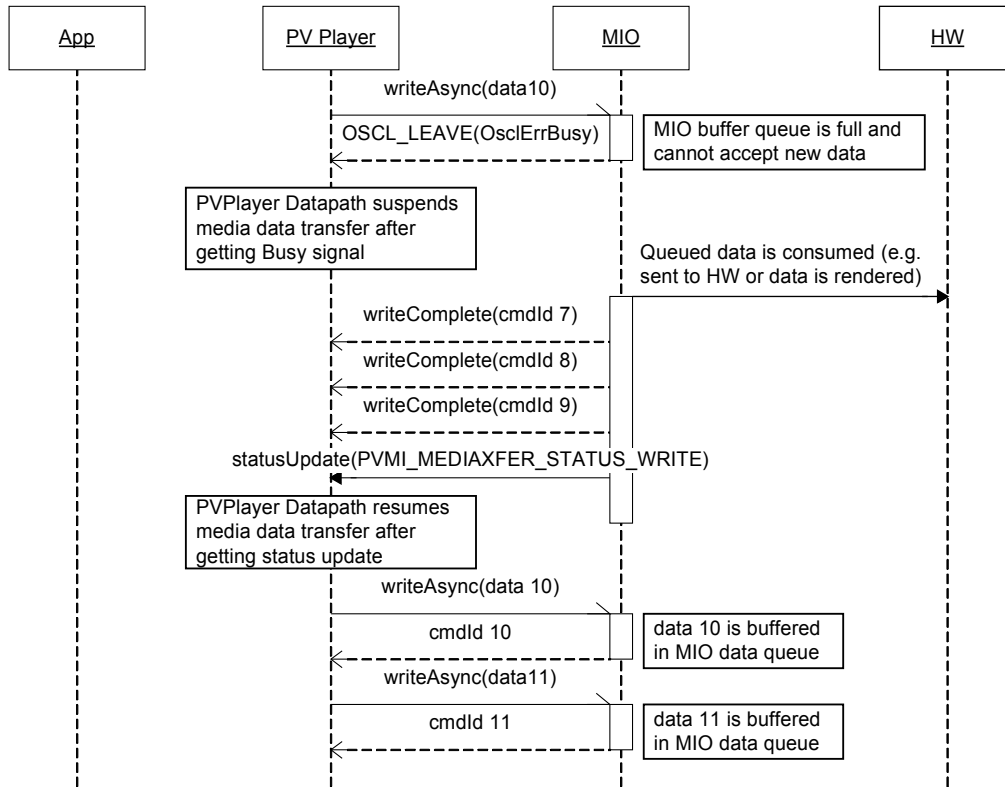 App
PV Player
MIO
HW
writeAsync(data10)
OSCL_LEAVE(OsclErrBusy)
MIO buffer queue is full and
cannot accept new data
PVPlayer Datapath suspends
media data transfer after
getting Busy signal
Queued data is consumed (e.g.
sent to HW or data is rendered)
writeComplete(cmdId 7)
writeComplete(cmdId 8)
writeComplete(cmdId 9)
statusUpdate(PVMI_MEDIAXFER_STATUS_WRITE)
PVPlayer Datapath resumes
media data transfer after
getting status update
writeAsync(data 10)
cmdId 10
data 10 is buffered
in MIO data queue
writeAsync(data11)
cmdId 11
data 11 is buffered
in MIO data queue